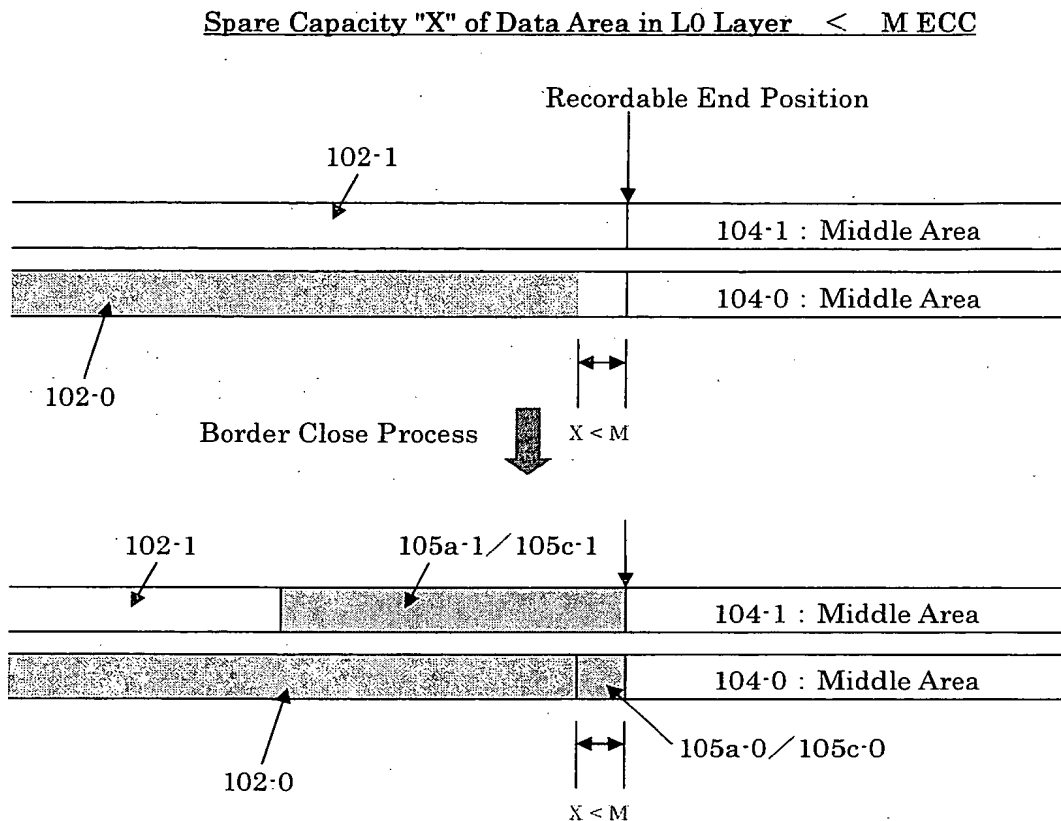 Spare Capacity "X" of Data Area in L0 Layer < M ECC
Recordable End Position
102-1
104-1 : Middle Area
104-0 : Middle Area
102-0
X < M
Border Close Process
102-1
105a-1／105c-1
104-1 : Middle Area
104-0 : Middle Area
102-0
105a-0／105c-0
X < M